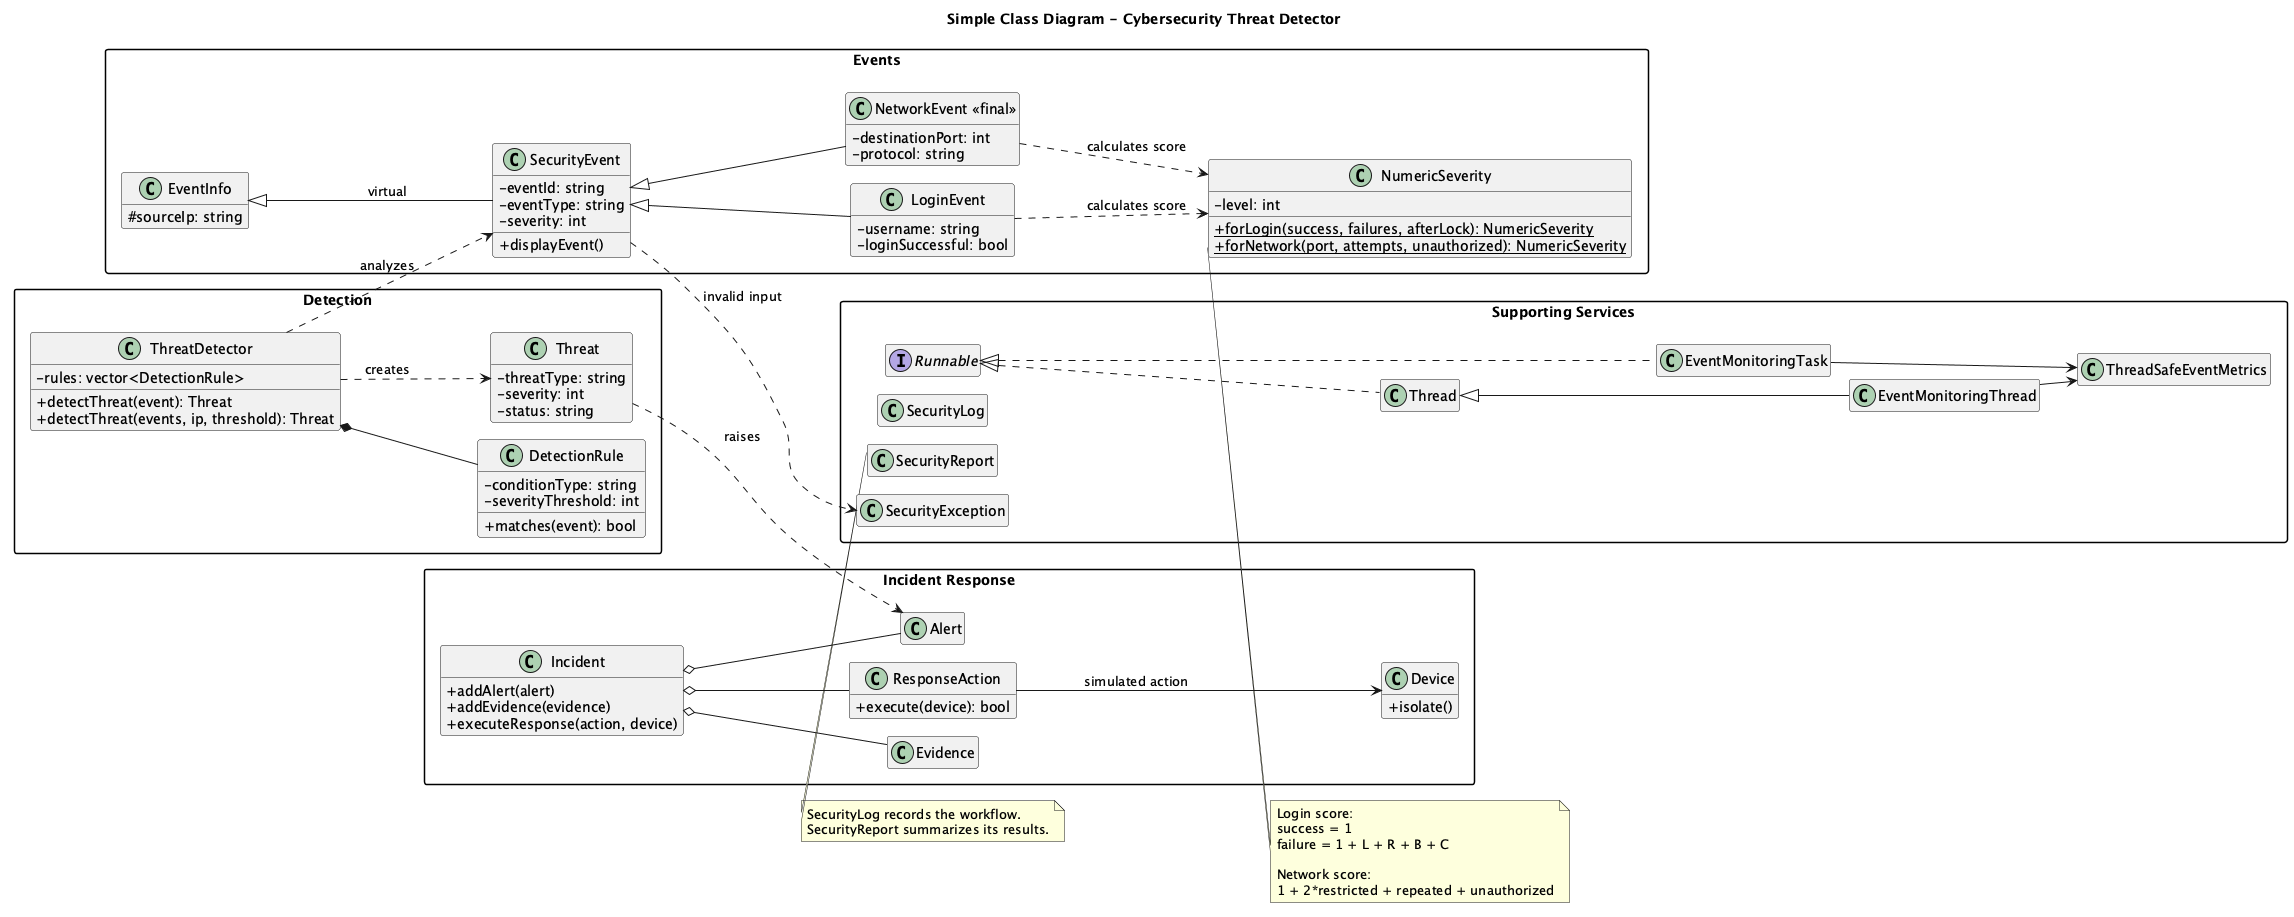 Simple Class Diagram - Cybersecurity Threat Detector
Events
C EventInfo
#sourceIp: string
virtual
C SecurityEvent
-eventId: string
-eventType: string
-severity: int
+displayEvent()
C NetworkEvent «final»
-destinationPort: int
-protocol: string
C LoginEvent
-username: string
-loginSuccessful: bool
calculates score
calculates score
C NumericSeverity
-level: int
+forLogin(success, failures, afterLock): NumericSeverity
+forNetwork(port, attempts, unauthorized): NumericSeverity
analyzes
invalid input
Detection
C ThreatDetector
-rules: vector<DetectionRule>
+detectThreat(event): Threat
+detectThreat(events, ip, threshold): Threat
creates
C Threat
-threatType: string
-severity: int
-status: string
C DetectionRule
-conditionType: string
-severityThreshold: int
+matches(event): bool
raises
Supporting Services
I Runnable
C SecurityLog
C SecurityReport
C SecurityException
C Thread
C EventMonitoringTask
C EventMonitoringThread
C ThreadSafeEventMetrics
Incident Response
C Incident
+addAlert(alert)
+addEvidence(evidence)
+executeResponse(action, device)
C Alert
C ResponseAction
+execute(device): bool
C Evidence
simulated action
C Device
+isolate()
SecurityLog records the workflow.
SecurityReport summarizes its results.
Login score:
success = 1
failure = 1 + L + R + B + C
Network score:
1 + 2*restricted + repeated + unauthorized